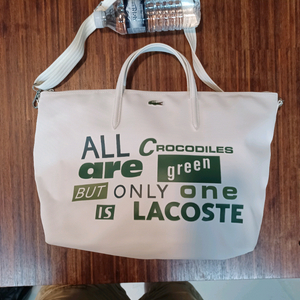 ALL CROCODILES
are green
BUT ONLY one
IS LACOSTE